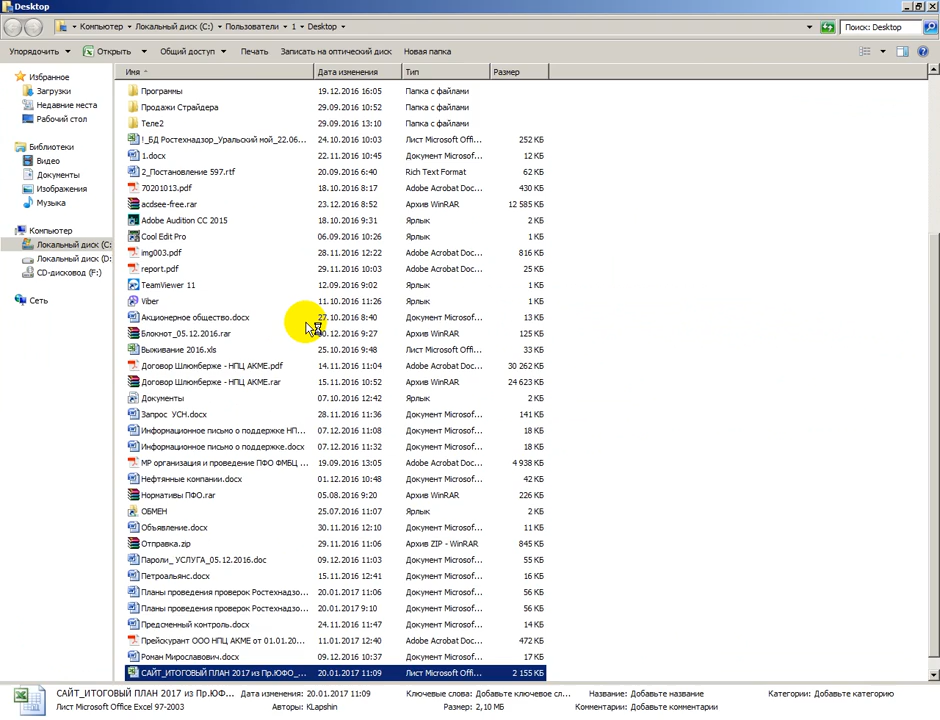 Desktop
Компьютер ▸ Локальный диск (C:) ▸ Пользователи ▸ 1 ▸ Desktop
Поиск: Desktop
Упорядочить Открыть Общий доступ Печать Записать на оптический диск Новая папка
Избранное
Загрузки
Недавние места
Рабочий стол
Библиотеки
Видео
Документы
Изображения
Музыка
Компьютер
Локальный диск (C:
Локальный диск (D:
CD-дисковод (F:)
Сеть
Имя Дата изменения Тип Размер
Программы 19.12.2016 16:05 Папка с файлами
Продажи Страйдера 29.09.2016 10:52 Папка с файлами
Теле2 29.09.2016 13:10 Папка с файлами
!_БД Ростехнадзор_Уральский мой_22.06... 24.10.2016 10:03 Лист Microsoft Offi... 252 КБ
1.docx 22.11.2016 10:45 Документ Microsof... 12 КБ
2_Постановление 597.rtf 20.09.2016 6:40 Rich Text Format 62 КБ
70201013.pdf 18.10.2016 8:17 Adobe Acrobat Doc... 430 КБ
acdsee-free.rar 23.12.2016 8:52 Архив WinRAR 12 585 КБ
Adobe Audition CC 2015 18.10.2016 9:31 Ярлык 2 КБ
Cool Edit Pro 06.09.2016 10:26 Ярлык 1 КБ
img003.pdf 28.11.2016 12:22 Adobe Acrobat Doc... 816 КБ
report.pdf 29.11.2016 10:03 Adobe Acrobat Doc... 25 КБ
TeamViewer 11 12.09.2016 9:02 Ярлык 1 КБ
Viber 11.10.2016 11:26 Ярлык 1 КБ
Акционерное общество.docx 27.10.2016 8:40 Документ Microsof... 13 КБ
Блокнот_05.12.2016.rar 12.2016 9:27 Архив WinRAR 125 КБ
Выживание 2016.xls 25.10.2016 9:48 Лист Microsoft Offi... 33 КБ
Договор Шлюмберже - НПЦ АКМЕ.pdf 14.11.2016 11:04 Adobe Acrobat Doc... 30 262 КБ
Договор Шлюмберже - НПЦ АКМЕ.rar 15.11.2016 10:52 Архив WinRAR 24 623 КБ
Документы 07.10.2016 12:42 Ярлык 2 КБ
Запрос УСН.docx 28.11.2016 11:36 Документ Microsof... 141 КБ
Информационное письмо о поддержке НП... 07.12.2016 11:08 Документ Microsof... 18 КБ
Информационное письмо о поддержке.docx 07.12.2016 11:32 Документ Microsof... 18 КБ
МР организация и проведение ПФО ФМБЦ ... 19.09.2016 13:05 Adobe Acrobat Doc... 4 938 КБ
Нефтянные компании.docx 01.12.2016 10:48 Документ Microsof... 42 КБ
Нормативы ПФО.rar 05.08.2016 9:20 Архив WinRAR 226 КБ
ОБМЕН 25.07.2016 11:07 Ярлык 2 КБ
Объявление.docx 30.11.2016 12:10 Документ Microsof... 11 КБ
Отправка.zip 29.11.2016 11:06 Архив ZIP - WinRAR 845 КБ
Пароли_ УСЛУГА_05.12.2016.doc 09.12.2016 11:03 Документ Microsof... 55 КБ
Петроальянс.docx 15.11.2016 12:41 Документ Microsof... 16 КБ
Планы проведения проверок Ростехнадзо... 20.01.2017 11:06 Документ Microsof... 56 КБ
Планы проведения проверок Ростехнадзо... 20.01.2017 9:10 Документ Microsof... 56 КБ
Предсменный контроль.docx 24.11.2016 11:47 Документ Microsof... 14 КБ
Прейскурант ООО НПЦ АКМЕ от 01.01.20... 11.01.2017 12:40 Adobe Acrobat Doc... 472 КБ
Роман Мирославович.docx 09.12.2016 10:37 Документ Microsof... 17 КБ
САЙТ_ИТОГОВЫЙ ПЛАН 2017 из Пр.ЮФО_... 20.01.2017 11:09 Лист Microsoft Offi... 2 155 КБ
САЙТ_ИТОГОВЫЙ ПЛАН 2017 из Пр.ЮФ... Дата изменения: 20.01.2017 11:09 Ключевые слова: Добавьте ключевое сл... Название: Добавьте название Категории: Добавьте категорию
Лист Microsoft Office Excel 97-2003 Авторы: KLapshin Размер: 2,10 МБ Комментарии: Добавьте комментарии